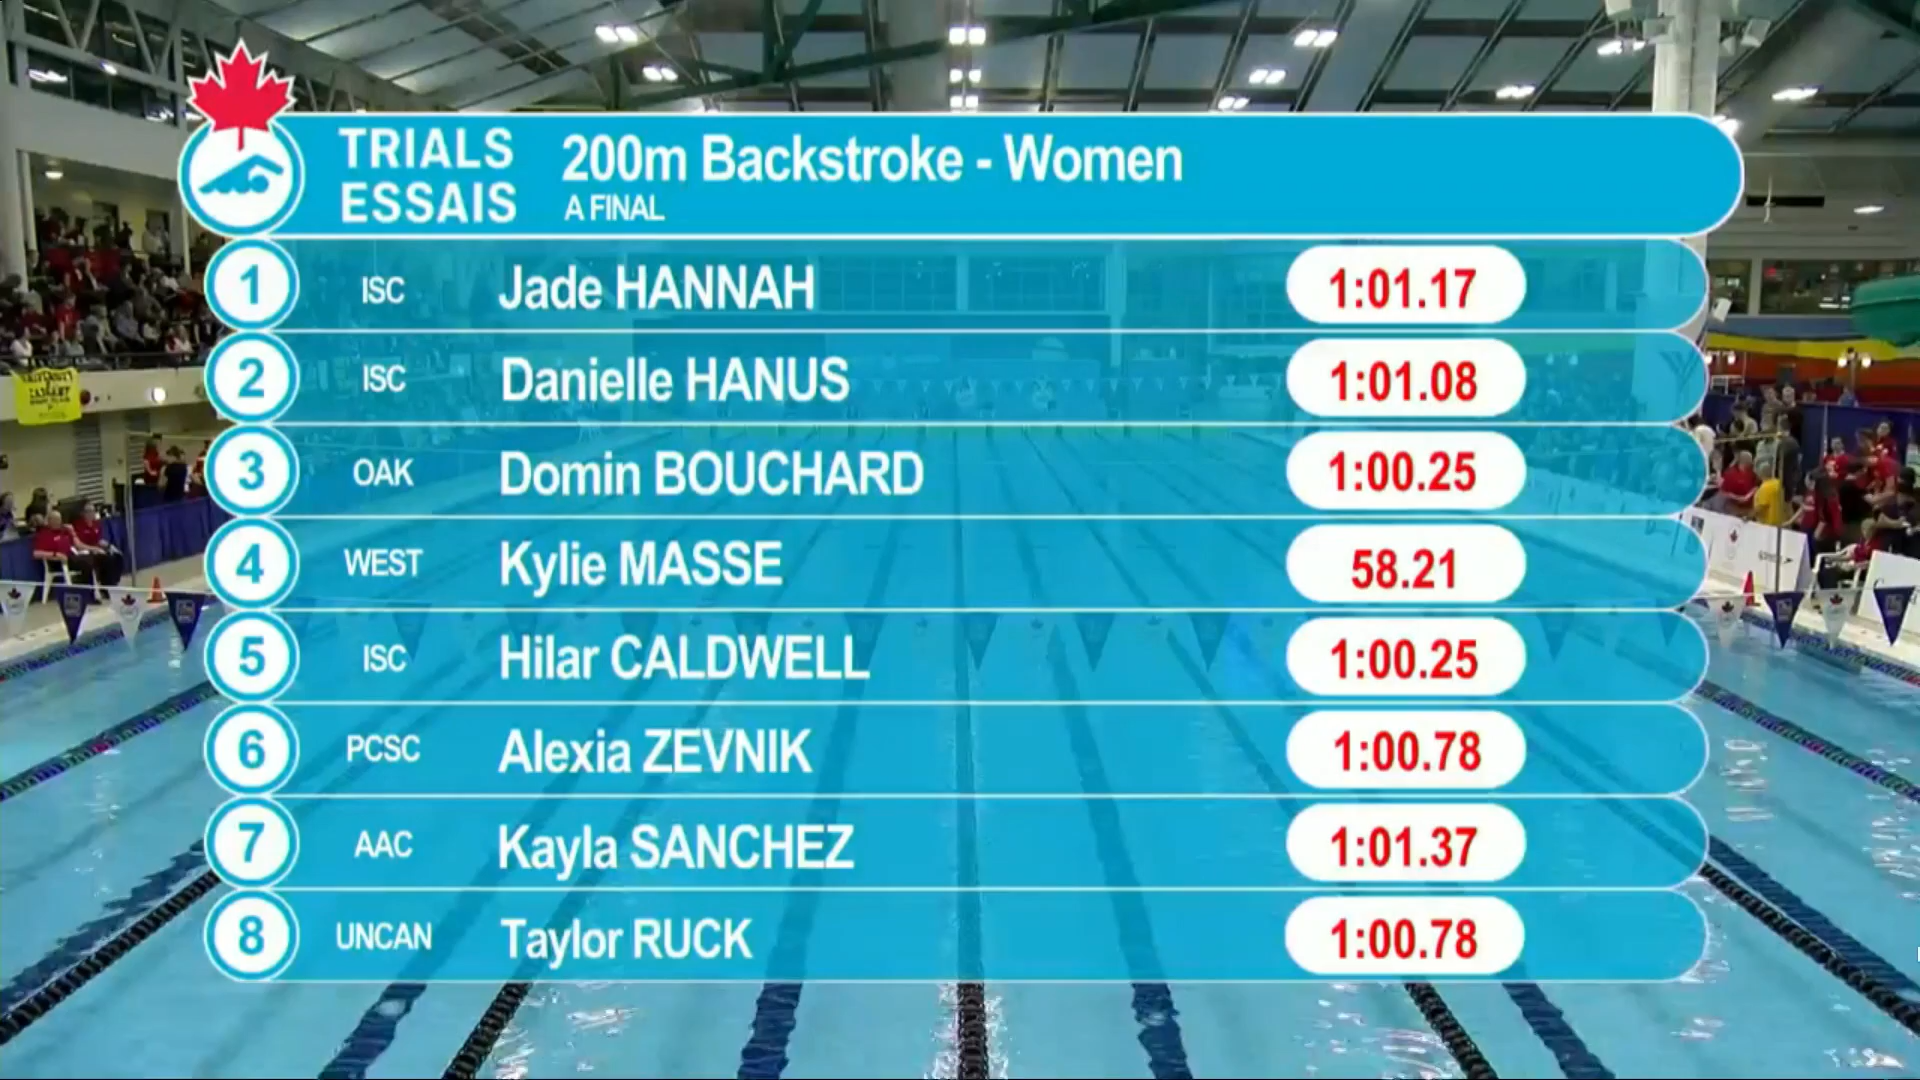 TRIALS
ESSAIS
200m Backstroke - Women
A FINAL
1 ISC Jade HANNAH 1:01.17
2 ISC Danielle HANUS 1:01.08
3 OAK Domin BOUCHARD 1:00.25
4 WEST Kylie MASSE 58.21
5 ISC Hilar CALDWELL 1:00.25
6 PCSC Alexia ZEVNIK 1:00.78
7 AAC Kayla SANCHEZ 1:01.37
8 UNCAN Taylor RUCK 1:00.78